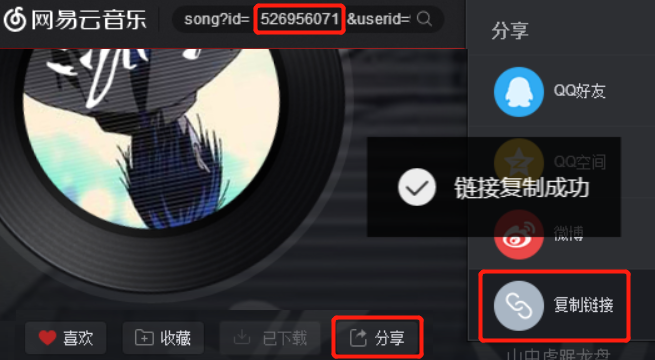 网易云音乐
song?id= 526956071 &userid=
分享
QQ好友
QQ空间
链接复制成功
微博
复制链接
喜欢
收藏
已下载
分享
山中虎踞龙盘